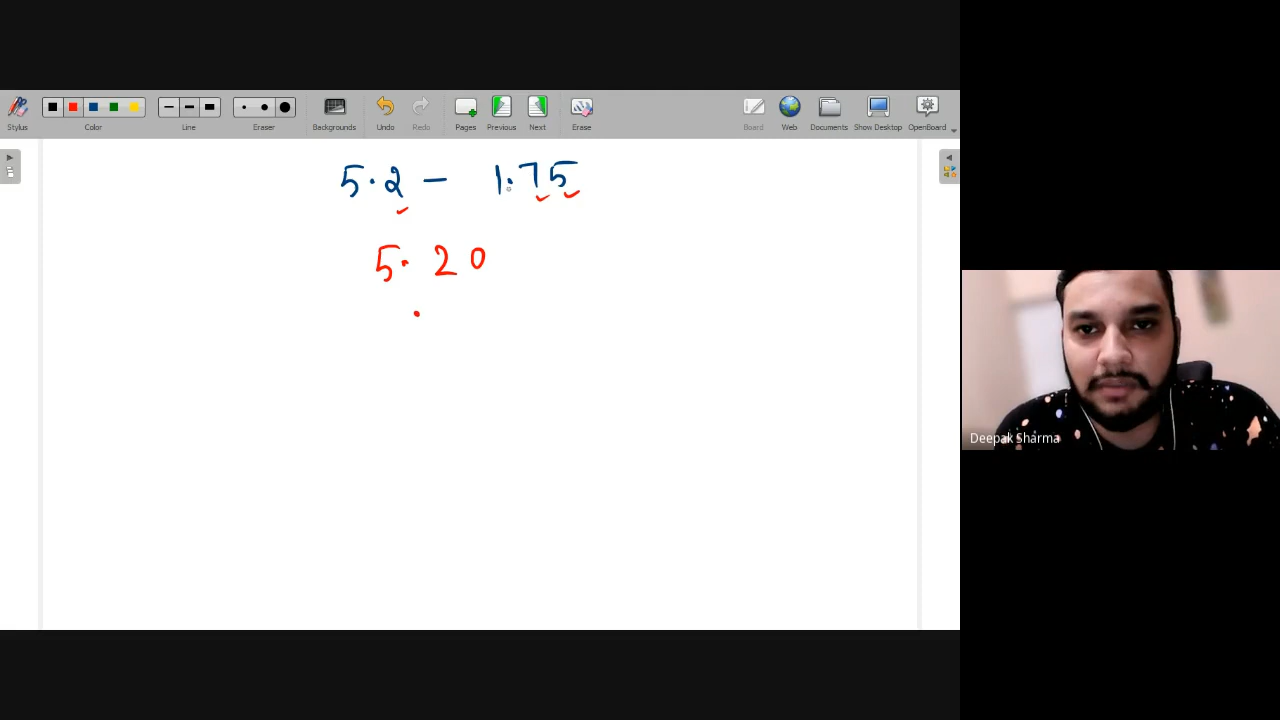 Stylus Color Line Eraser Backgrounds Undo Redo Pages Previous Next Erase Board Web Documents Show Desktop OpenBoard
5.2 - 1.75
5.20
.
Deepak Sharma